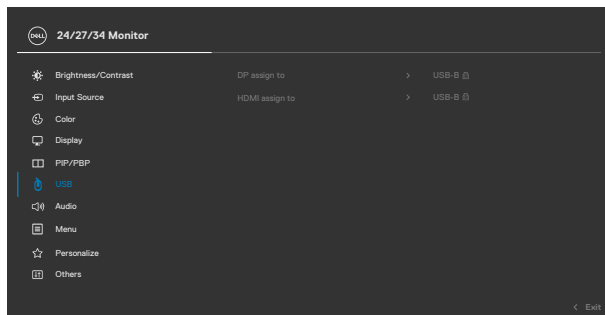 DELL 24/27/34 Monitor
Brightness/Contrast DP assign to > USB-B
Input Source HDMI assign to > USB-B
Color
Display
PIP/PBP
USB
Audio
Menu
Personalize
Others
< Exit